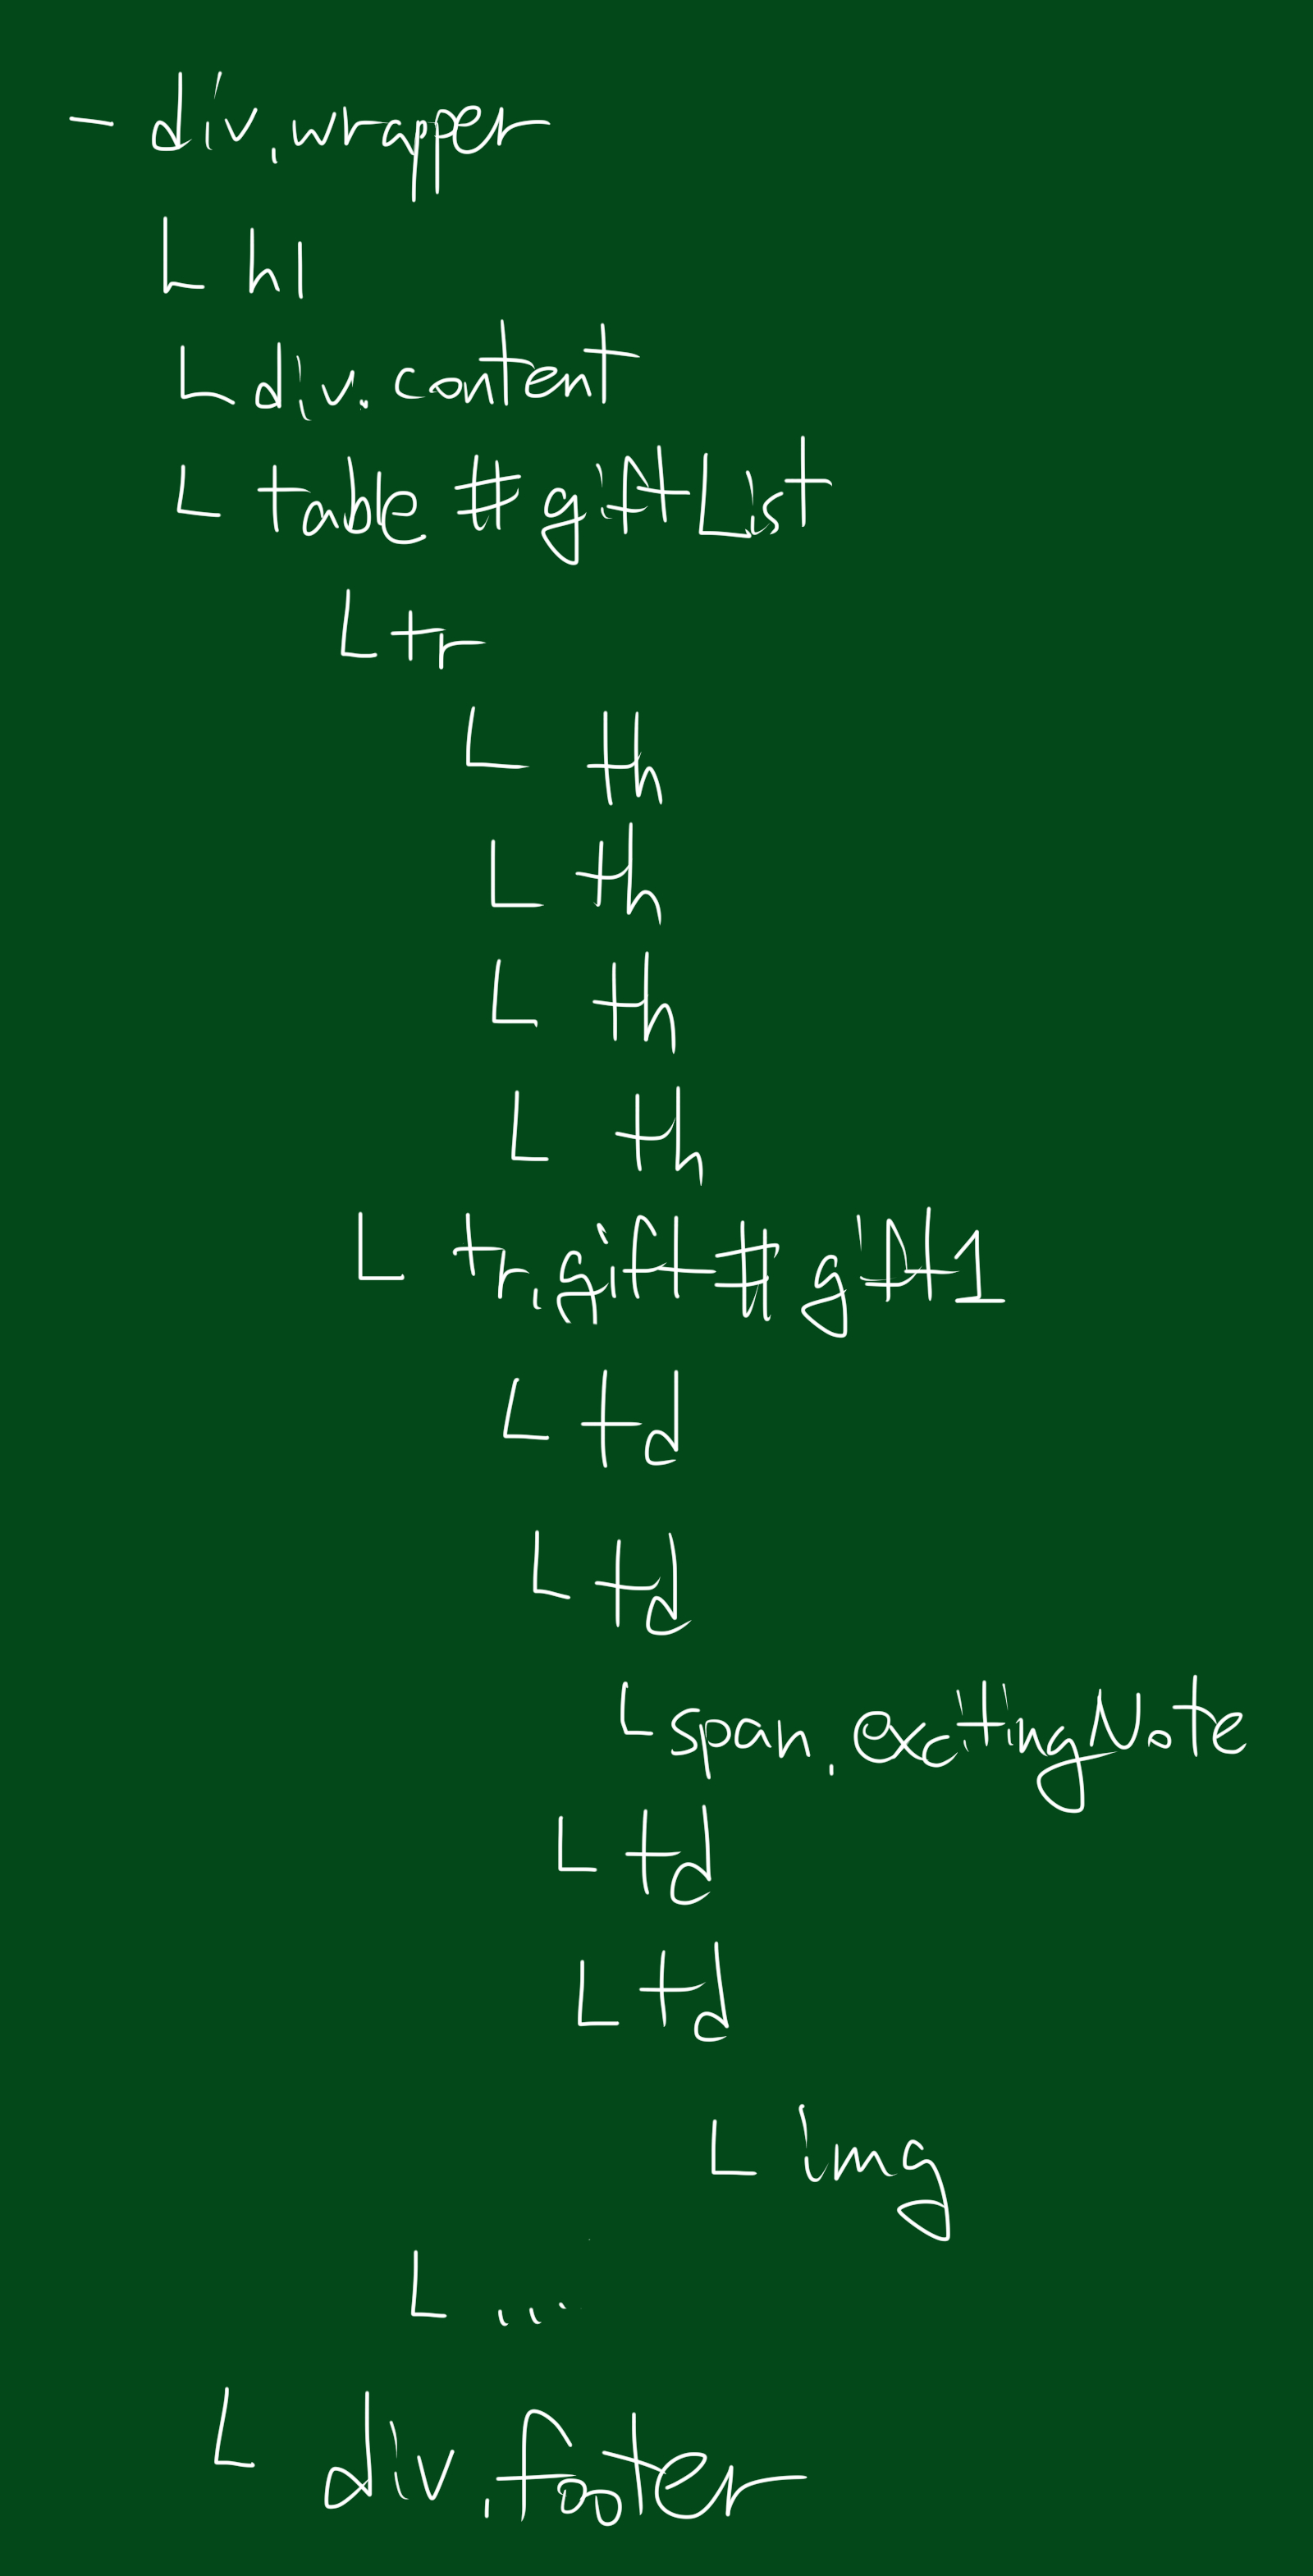 - div.wrapper
└ h1
└ div.content
└ table#giftList
└ tr
└ th
└ th
└ th
└ th
└ tr.gift#gift1
└ td
└ td
└ span.excitingNote
└ td
└ td
└ img
└ ...
└ div.footer